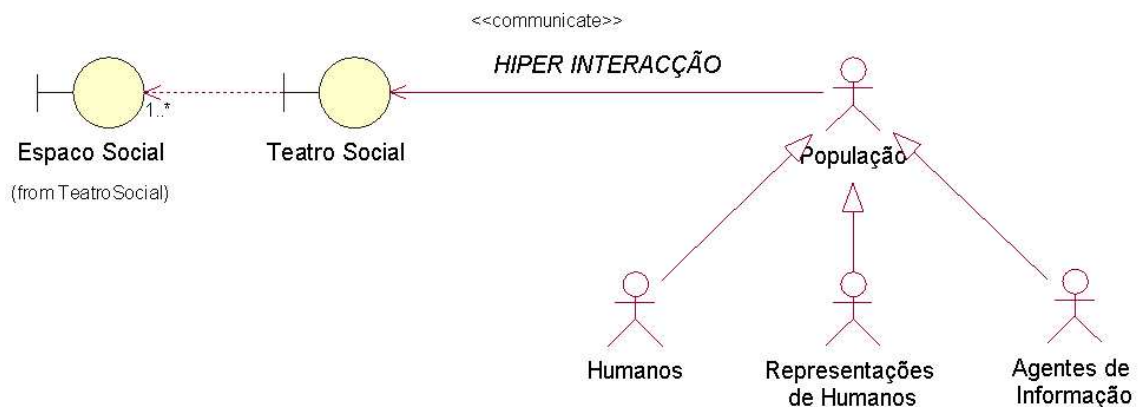 <<communicate>>
HIPER INTERACÇÃO
1..*
Espaco Social
Teatro Social
População
(from TeatroSocial)
Humanos
Representações
de Humanos
Agentes de
Informação